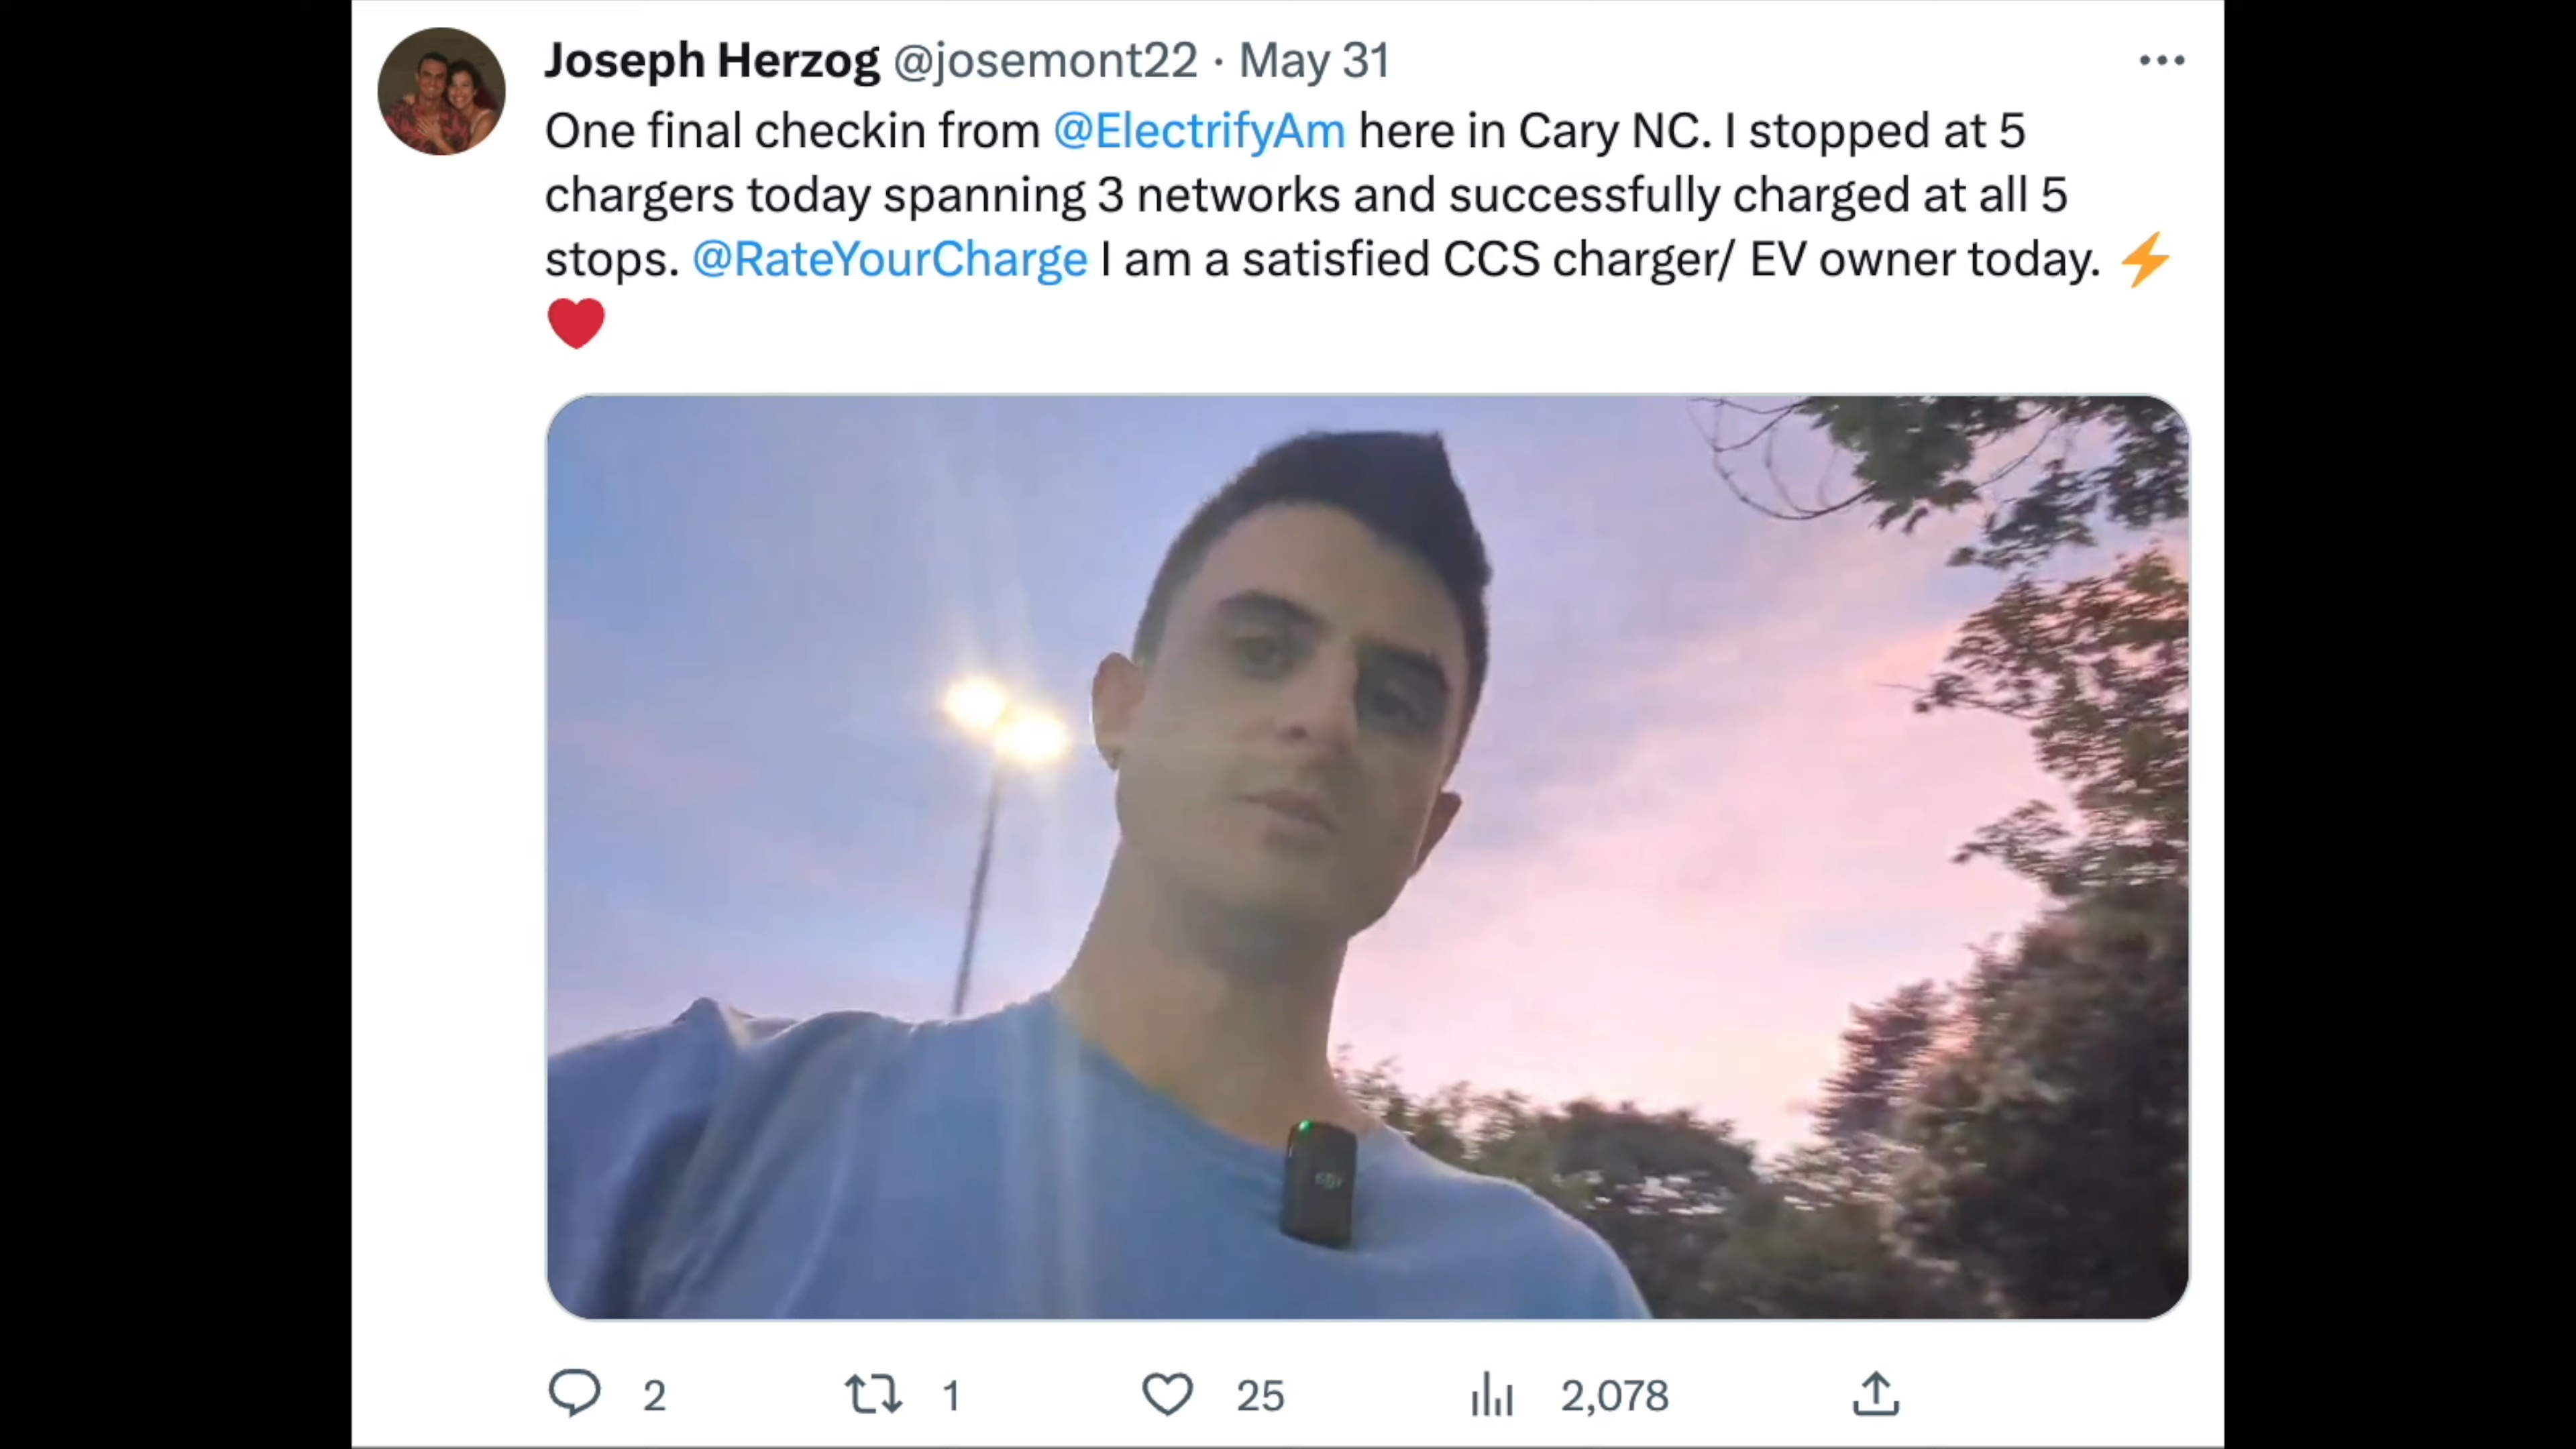 Joseph Herzog @josemont22 · May 31
One final checkin from @ElectrifyAm here in Cary NC. I stopped at 5
chargers today spanning 3 networks and successfully charged at all 5
stops. @RateYourCharge I am a satisfied CCS charger/ EV owner today. ⚡
❤️
dji
2 1 25 2,078